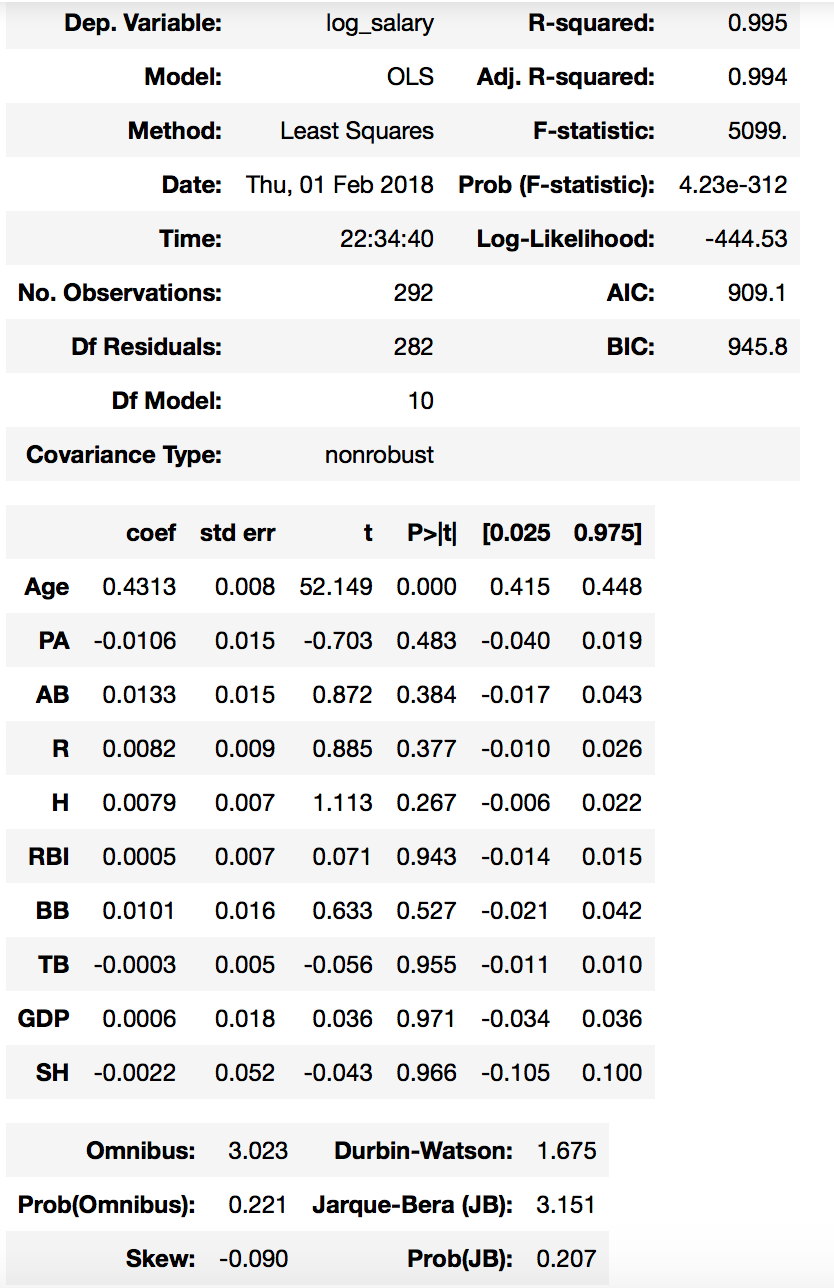 Dep. Variable: log_salary R-squared: 0.995
Model: OLS Adj. R-squared: 0.994
Method: Least Squares F-statistic: 5099.
Date: Thu, 01 Feb 2018 Prob (F-statistic): 4.23e-312
Time: 22:34:40 Log-Likelihood: -444.53
No. Observations: 292 AIC: 909.1
Df Residuals: 282 BIC: 945.8
Df Model: 10
Covariance Type: nonrobust
coef std err t P>|t| [0.025 0.975]
Age 0.4313 0.008 52.149 0.000 0.415 0.448
PA -0.0106 0.015 -0.703 0.483 -0.040 0.019
AB 0.0133 0.015 0.872 0.384 -0.017 0.043
R 0.0082 0.009 0.885 0.377 -0.010 0.026
H 0.0079 0.007 1.113 0.267 -0.006 0.022
RBI 0.0005 0.007 0.071 0.943 -0.014 0.015
BB 0.0101 0.016 0.633 0.527 -0.021 0.042
TB -0.0003 0.005 -0.056 0.955 -0.011 0.010
GDP 0.0006 0.018 0.036 0.971 -0.034 0.036
SH -0.0022 0.052 -0.043 0.966 -0.105 0.100
Omnibus: 3.023 Durbin-Watson: 1.675
Prob(Omnibus): 0.221 Jarque-Bera (JB): 3.151
Skew: -0.090 Prob(JB): 0.207